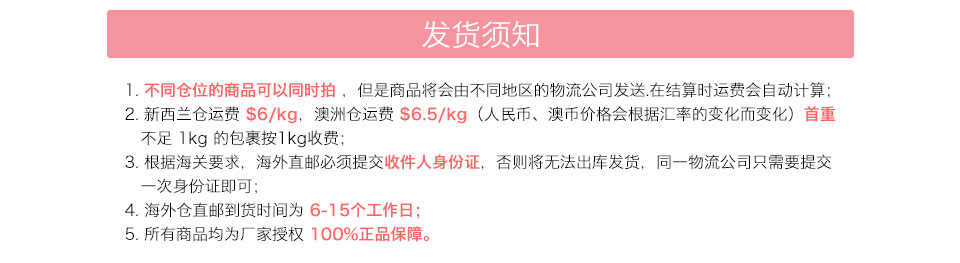 发货须知
1. 不同仓位的商品可以同时拍 ，但是商品将会由不同地区的物流公司发送.在结算时运费会自动计算；
2. 新西兰仓运费 $6/kg，澳洲仓运费 $6.5/kg（人民币、澳币价格会根据汇率的变化而变化）首重
不足 1kg 的包裹按1kg收费；
3. 根据海关要求，海外直邮必须提交收件人身份证，否则将无法出库发货，同一物流公司只需要提交
一次身份证即可；
4. 海外仓直邮到货时间为 6-15个工作日；
5. 所有商品均为厂家授权 100%正品保障。